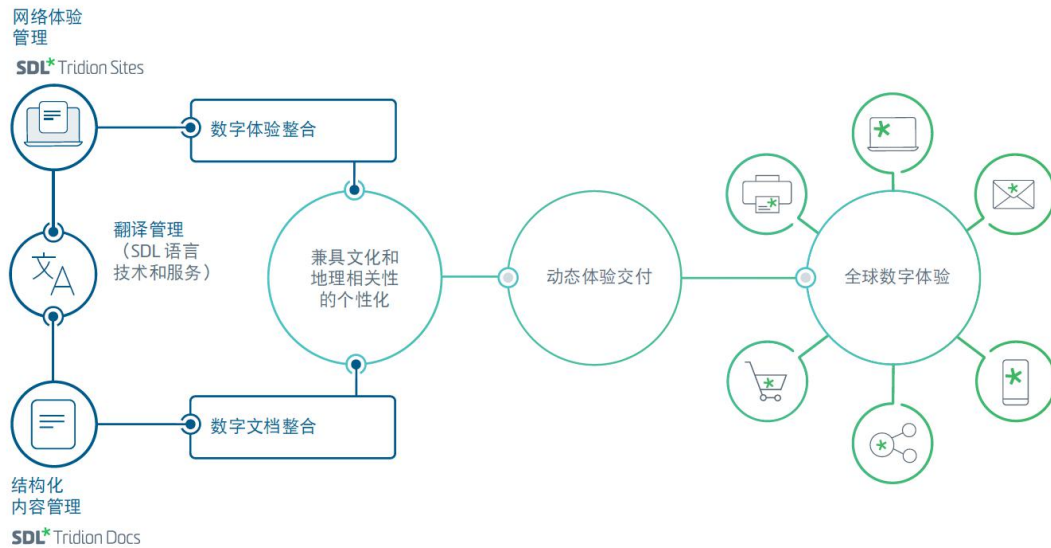 网络体验
管理
SDL* Tridion Sites
数字体验整合
翻译管理
（SDL 语言
技术和服务）
文A
兼具文化和
地理相关性
的个性化
动态体验交付
全球数字体验
数字文档整合
结构化
内容管理
SDL* Tridion Docs